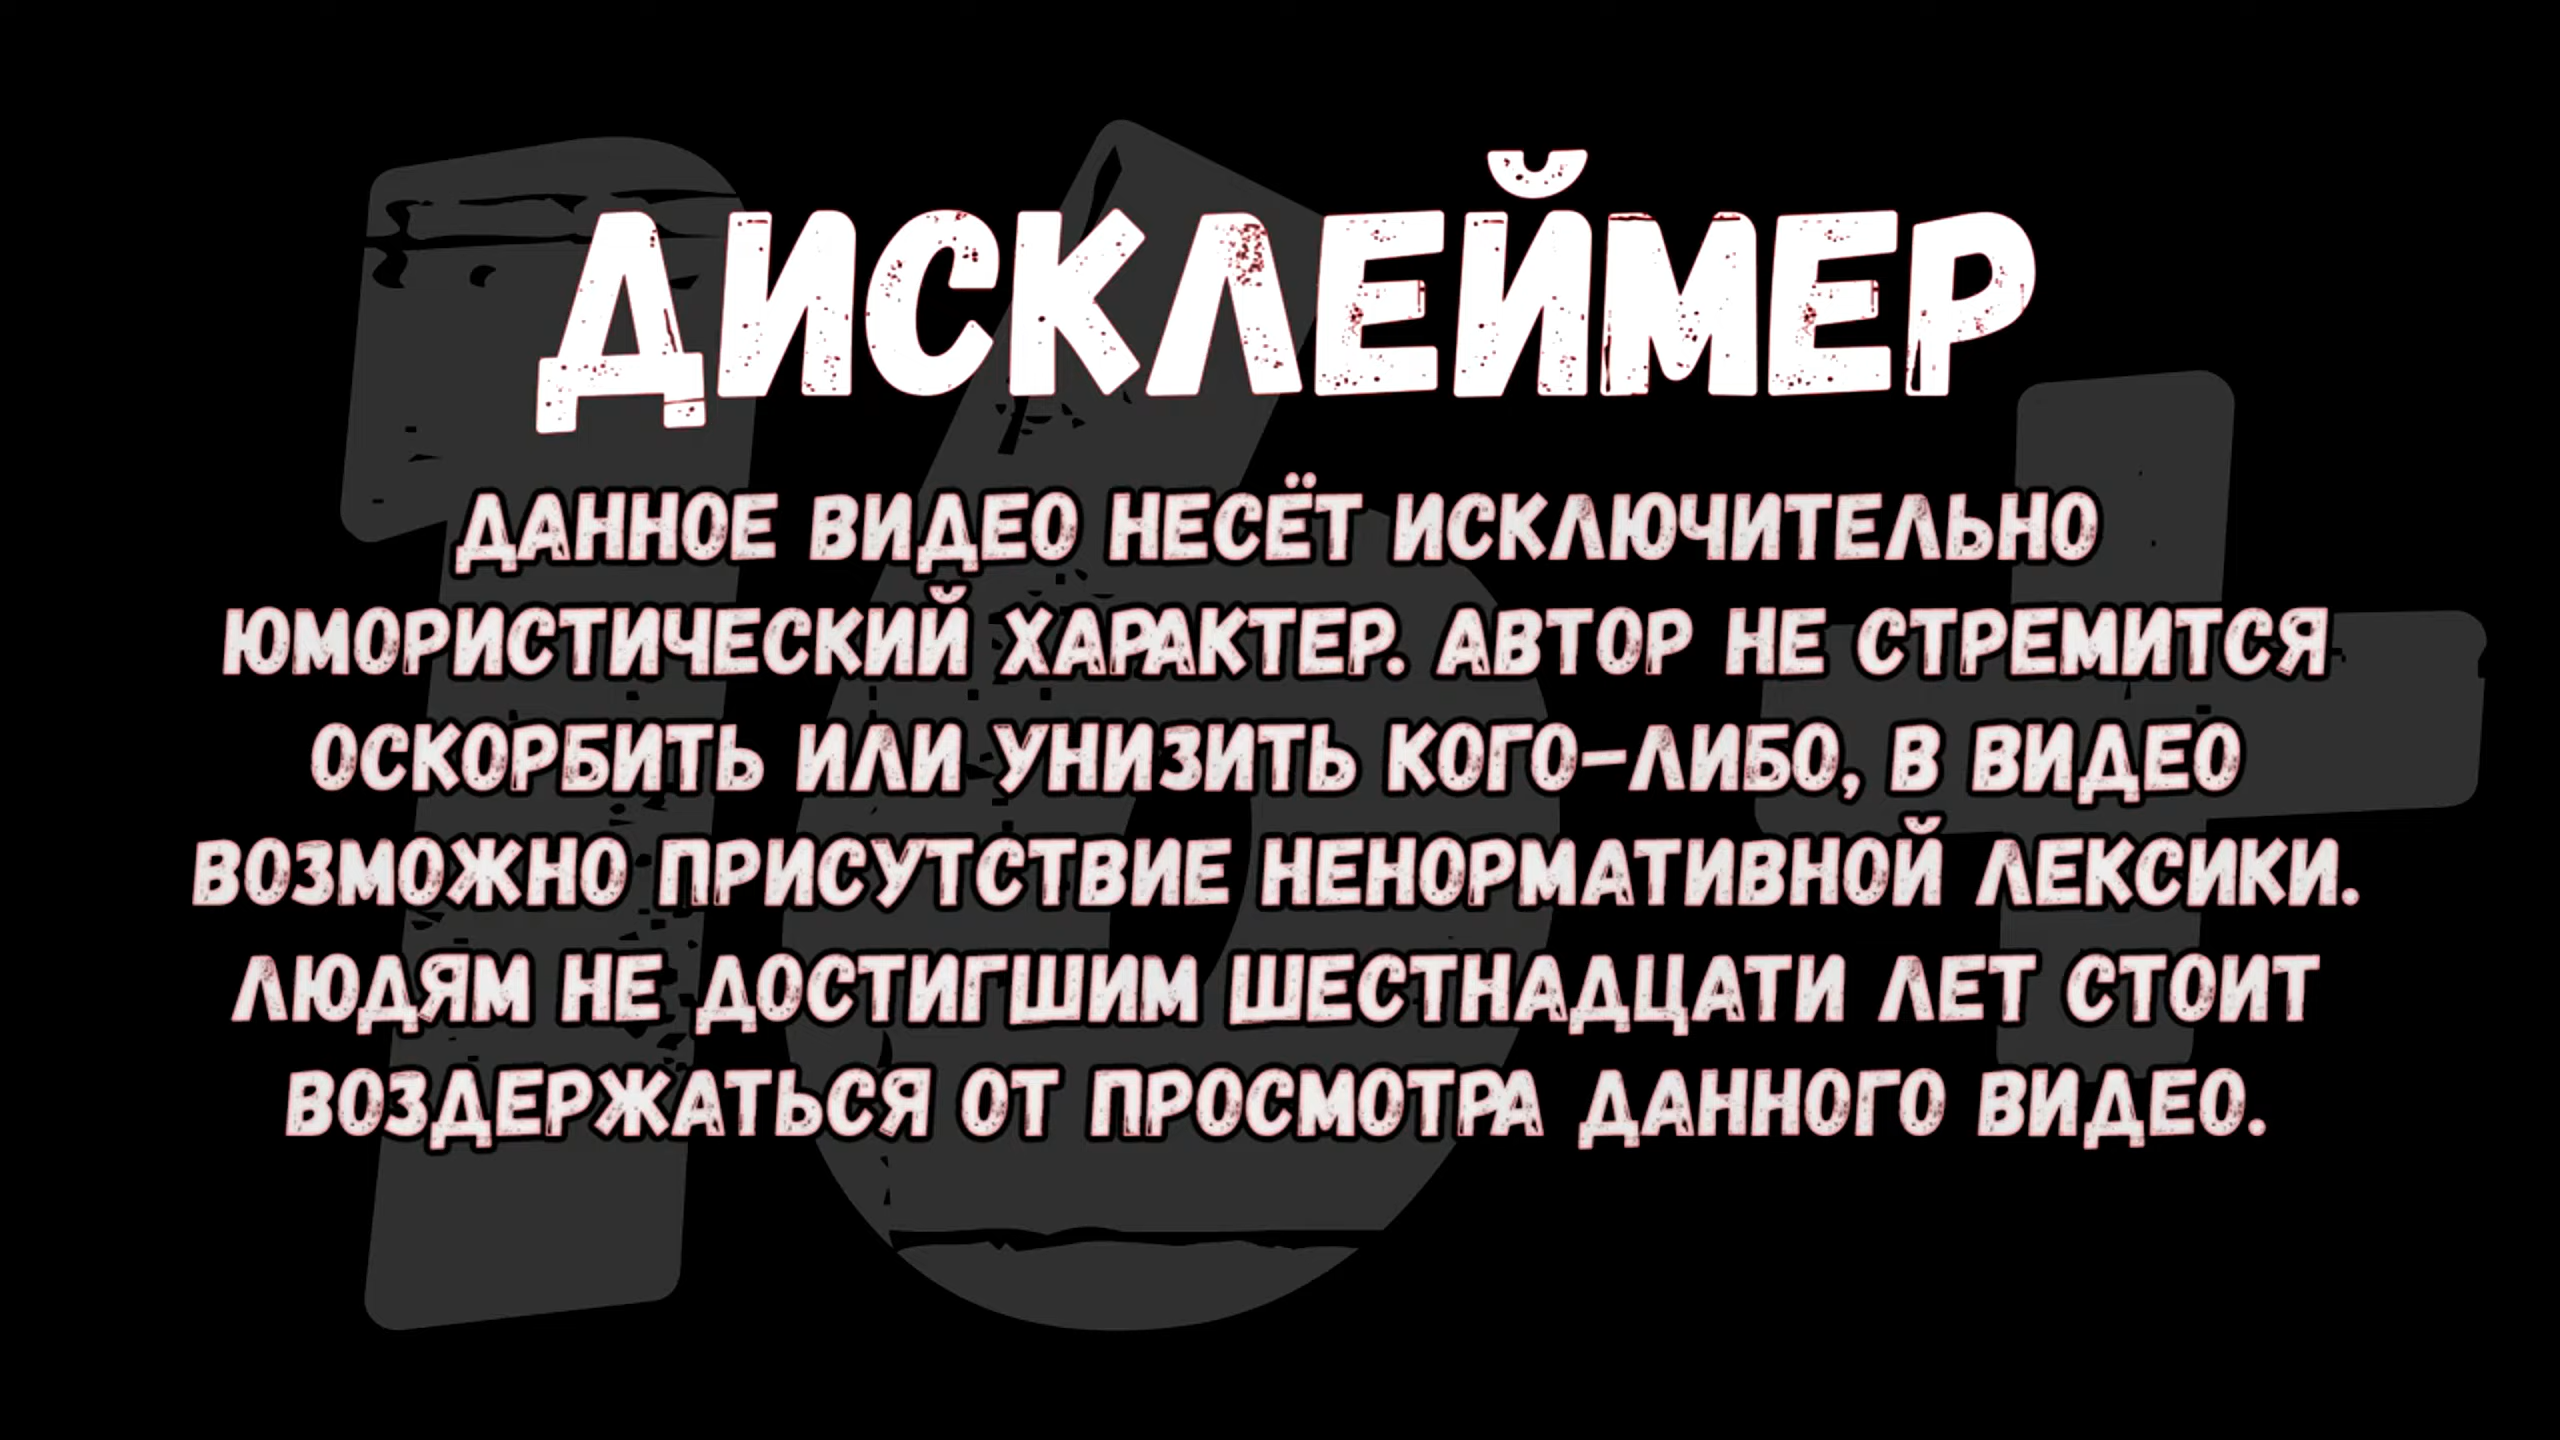 16+
ДИСКЛЕЙМЕР
ДАННОЕ ВИДЕО НЕСЁТ ИСКЛЮЧИТЕЛЬНО
ЮМОРИСТИЧЕСКИЙ ХАРАКТЕР. АВТОР НЕ СТРЕМИТСЯ
ОСКОРБИТЬ ИЛИ УНИЗИТЬ КОГО-ЛИБО, В ВИДЕО
ВОЗМОЖНО ПРИСУТСТВИЕ НЕНОРМАТИВНОЙ ЛЕКСИКИ.
ЛЮДЯМ НЕ ДОСТИГШИМ ШЕСТНАДЦАТИ ЛЕТ СТОИТ
ВОЗДЕРЖАТЬСЯ ОТ ПРОСМОТРА ДАННОГО ВИДЕО.